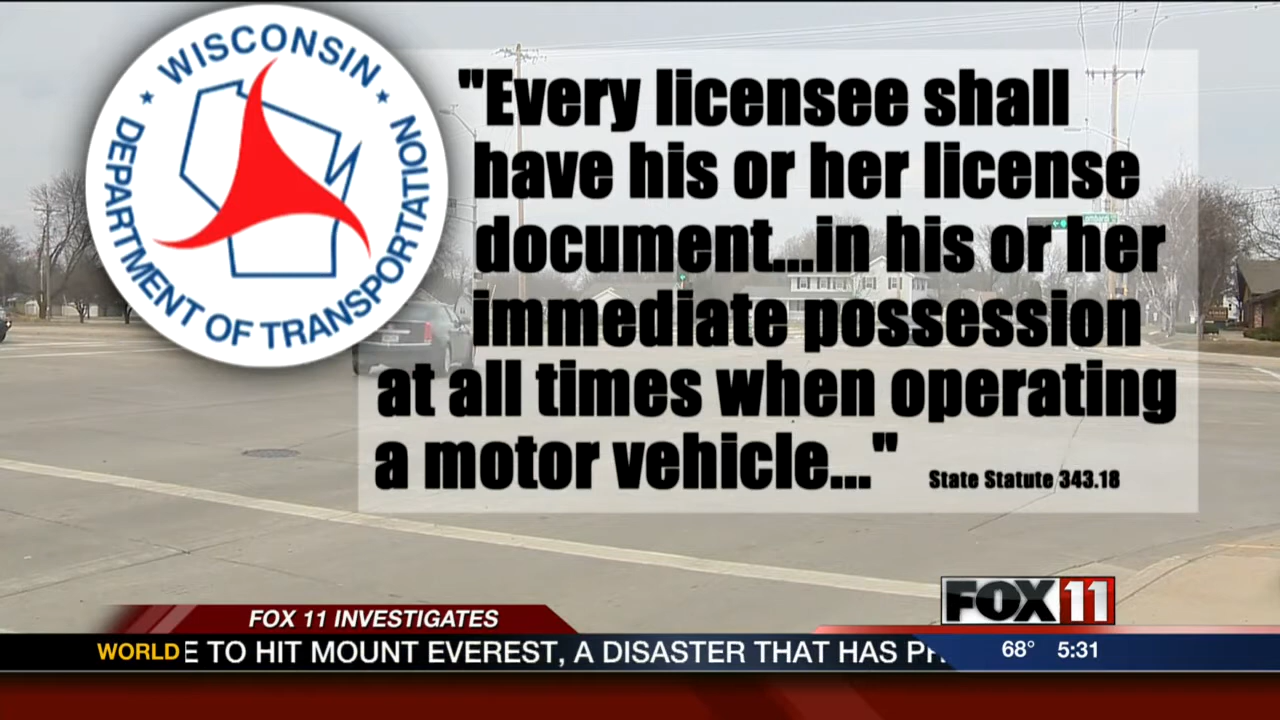 WISCONSIN
DEPARTMENT OF TRANSPORTATION
"Every licensee shall
have his or her license
document...in his or her
immediate possession
at all times when operating
a motor vehicle..."
State Statute 343.18
FOX 11
FOX 11 INVESTIGATES
WORLD E TO HIT MOUNT EVEREST, A DISASTER THAT HAS
68° 5:31